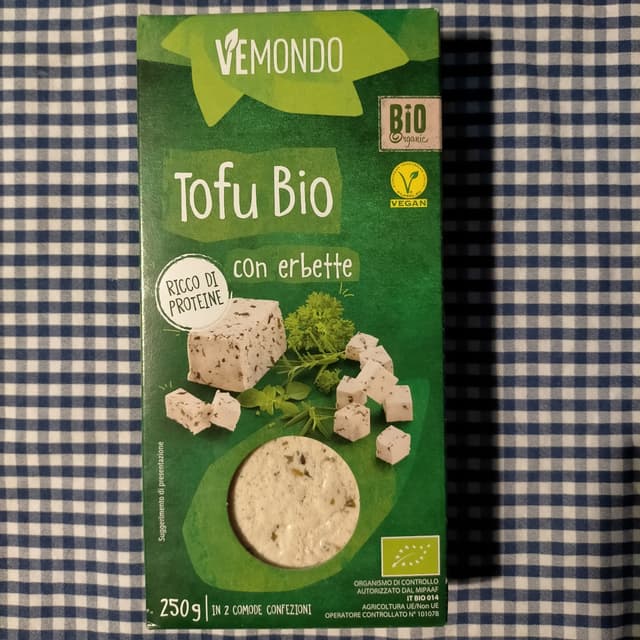 VEMONDO
BiO
Organic
VEGAN
Tofu Bio
con erbette
RICCO DI
PROTEINE
Suggerimento di presentazione
250g
IN 2 COMODE CONFEZIONI
ORGANISMO DI CONTROLLO
AUTORIZZATO DAL MIPAAF
IT BIO 014
AGRICOLTURA UE/Non UE
OPERATORE CONTROLLATO N° 101078